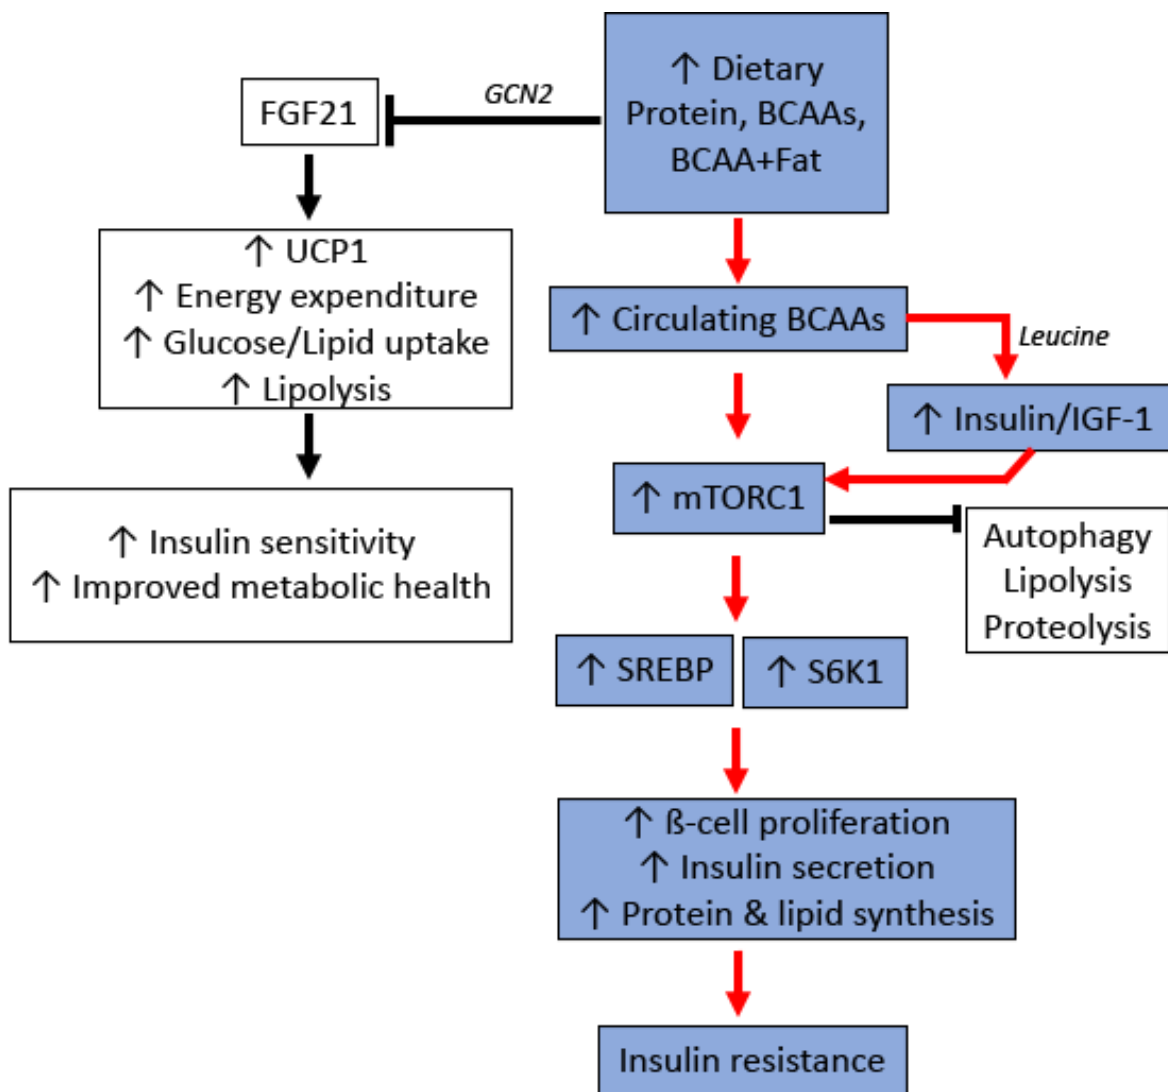 ↑ Dietary
Protein, BCAAs,
BCAA+Fat
GCN2
FGF21
↑ UCP1
↑ Energy expenditure
↑ Glucose/Lipid uptake
↑ Lipolysis
↑ Insulin sensitivity
↑ Improved metabolic health
↑ Circulating BCAAs
Leucine
↑ Insulin/IGF-1
↑ mTORC1
Autophagy
Lipolysis
Proteolysis
↑ SREBP
↑ S6K1
↑ ß-cell proliferation
↑ Insulin secretion
↑ Protein & lipid synthesis
Insulin resistance